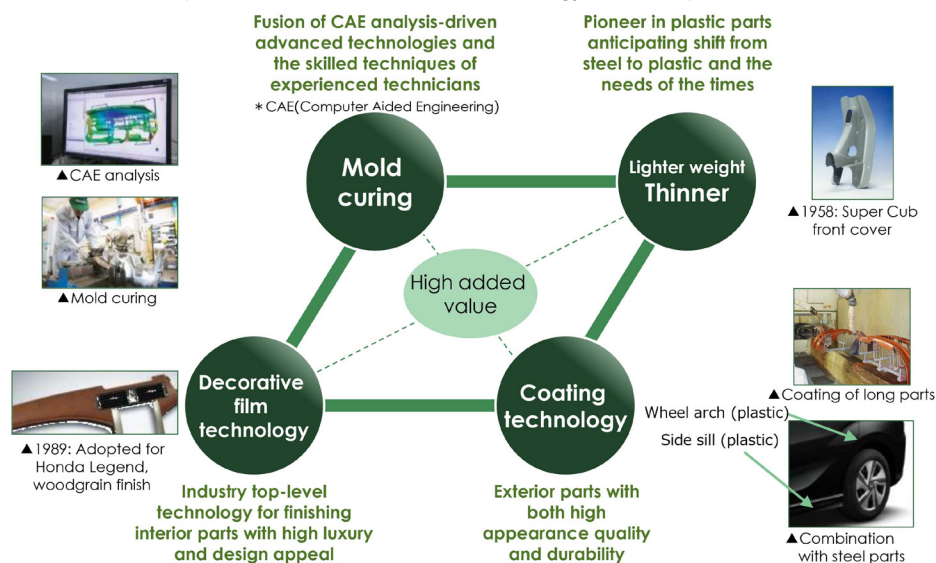 Fusion of CAE analysis-driven
advanced technologies and
the skilled techniques of
experienced technicians
*CAE(Computer Aided Engineering)
Pioneer in plastic parts
anticipating shift from
steel to plastic and the
needs of the times
▲CAE analysis
Mold
curing
Lighter weight
Thinner
▲1958: Super Cub
front cover
▲Mold curing
High added
value
Decorative
film
technology
Coating
technology
▲Coating of long parts
Wheel arch (plastic)
Side sill (plastic)
▲1989: Adopted for
Honda Legend,
woodgrain finish
Industry top-level
technology for finishing
interior parts with high luxury
and design appeal
Exterior parts with
both high
appearance quality
and durability
▲Combination
with steel parts